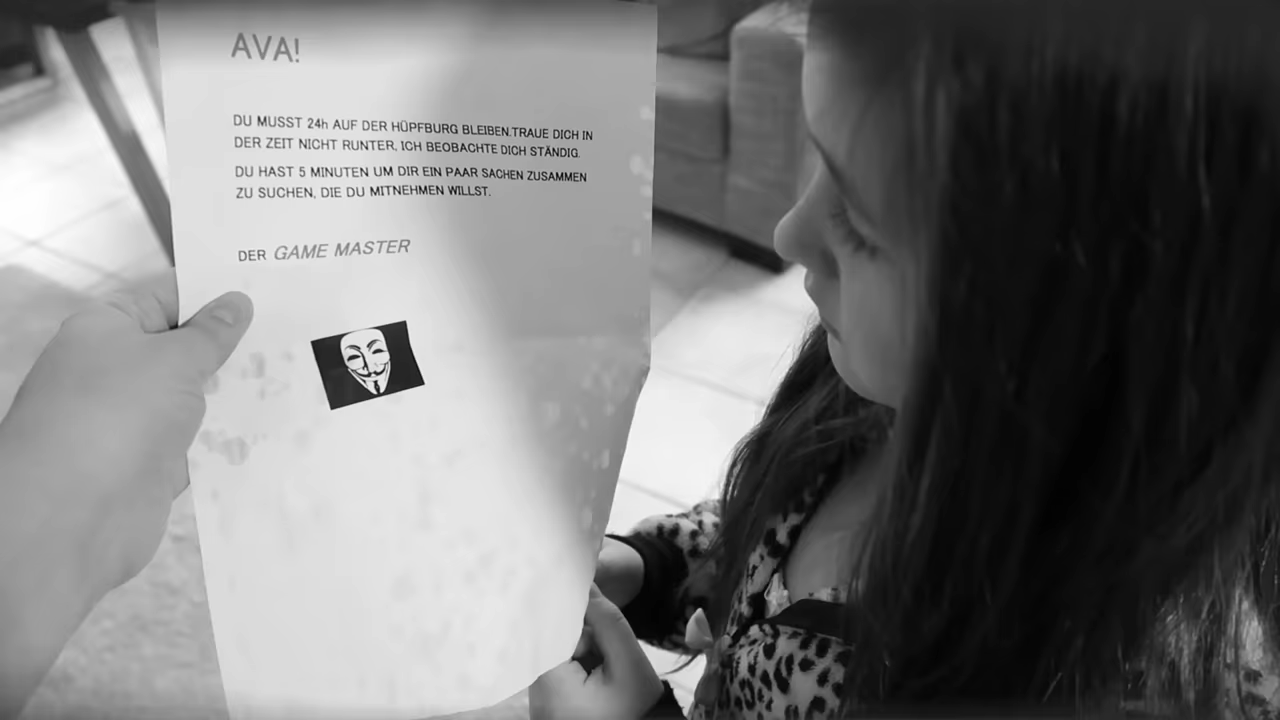 AVA!
DU MUSST 24h AUF DER HÜPFBURG BLEIBEN.TRAUE DICH IN
DER ZEIT NICHT RUNTER, ICH BEOBACHTE DICH STÄNDIG.
DU HAST 5 MINUTEN UM DIR EIN PAAR SACHEN ZUSAMMEN
ZU SUCHEN, DIE DU MITNEHMEN WILLST.
DER GAME MASTER